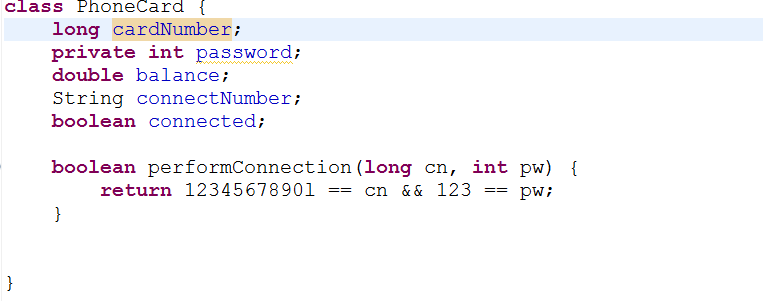 class PhoneCard {
    long cardNumber;
    private int password;
    double balance;
    String connectNumber;
    boolean connected;

    boolean performConnection(long cn, int pw) {
        return 1234567890l == cn && 123 == pw;
    }

}